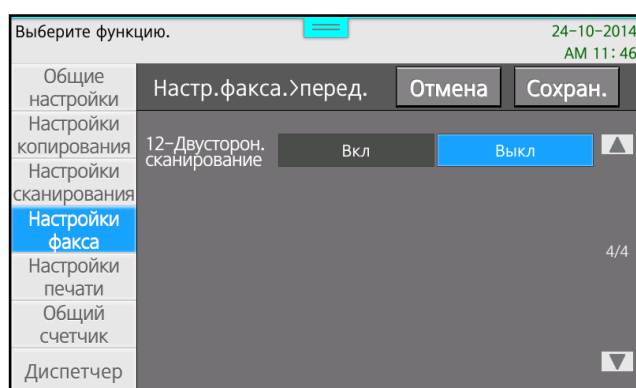 Выберите функцию.
24-10-2014
AM 11:46
Общие
настройки
Настр.факса.>перед.
Отмена
Сохран.
Настройки
копирования
12-Двусторон.
сканирование
Вкл
Выкл
Настройки
сканирования
Настройки
факса
4/4
Настройки
печати
Общий
счетчик
Диспетчер